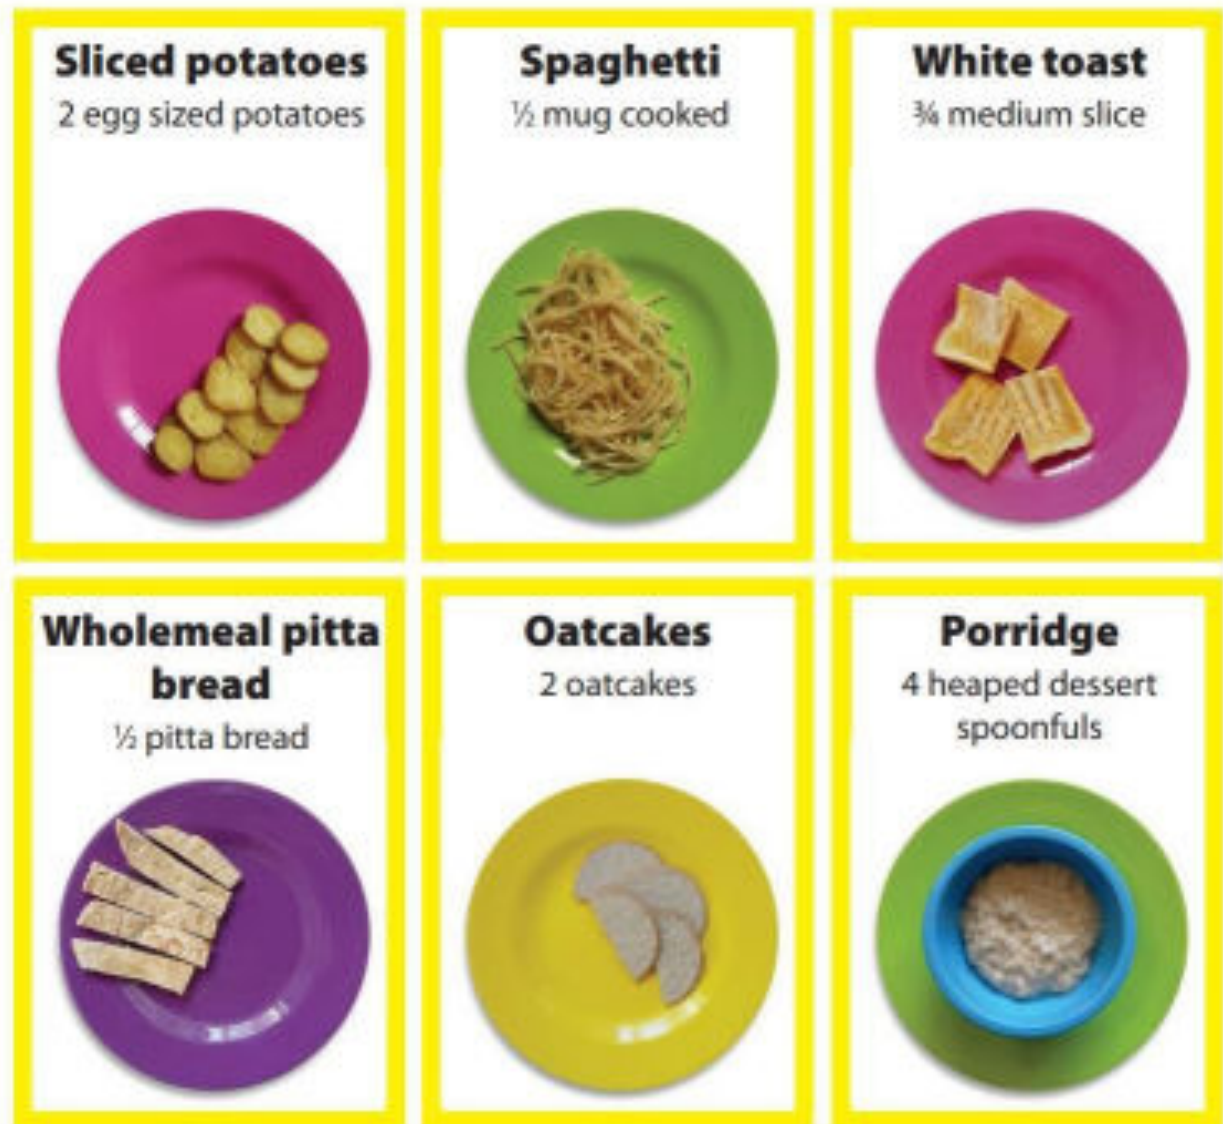 Sliced potatoes
2 egg sized potatoes
Spaghetti
½ mug cooked
White toast
¾ medium slice
Wholemeal pitta
bread
½ pitta bread
Oatcakes
2 oatcakes
Porridge
4 heaped dessert
spoonfuls